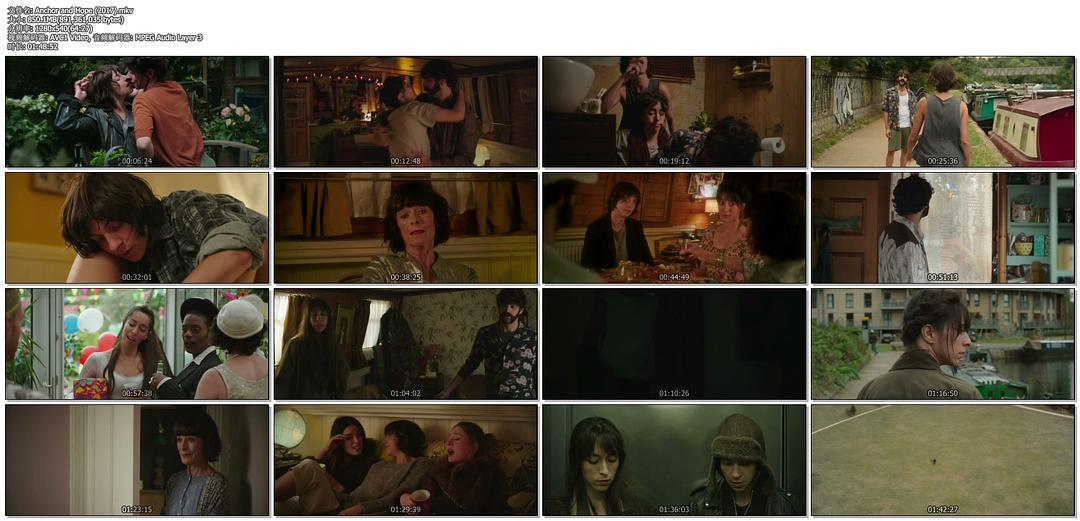 文件名: Anchor and Hope (2017).mkv
大小: 850.1MB(891,361,035 bytes)
分辨率: 1280x540(64:27)
视频解码器: AVC1 Video, 音频解码器: MPEG Audio Layer 3
时长: 01:48:52
00:06:24 00:12:48 00:19:12 00:25:36
00:32:01 00:38:25 00:44:49 00:51:13
00:57:38 01:04:02 01:10:26 01:16:50
01:23:15 01:29:39 01:36:03 01:42:27